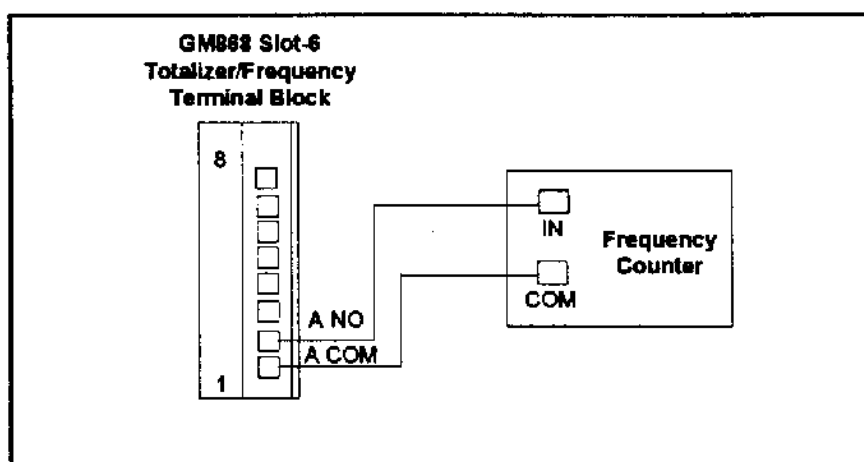 GM868 Slot-6
Totalizer/Frequency
Terminal Block
8
1
A NO
A COM
IN
COM
Frequency
Counter